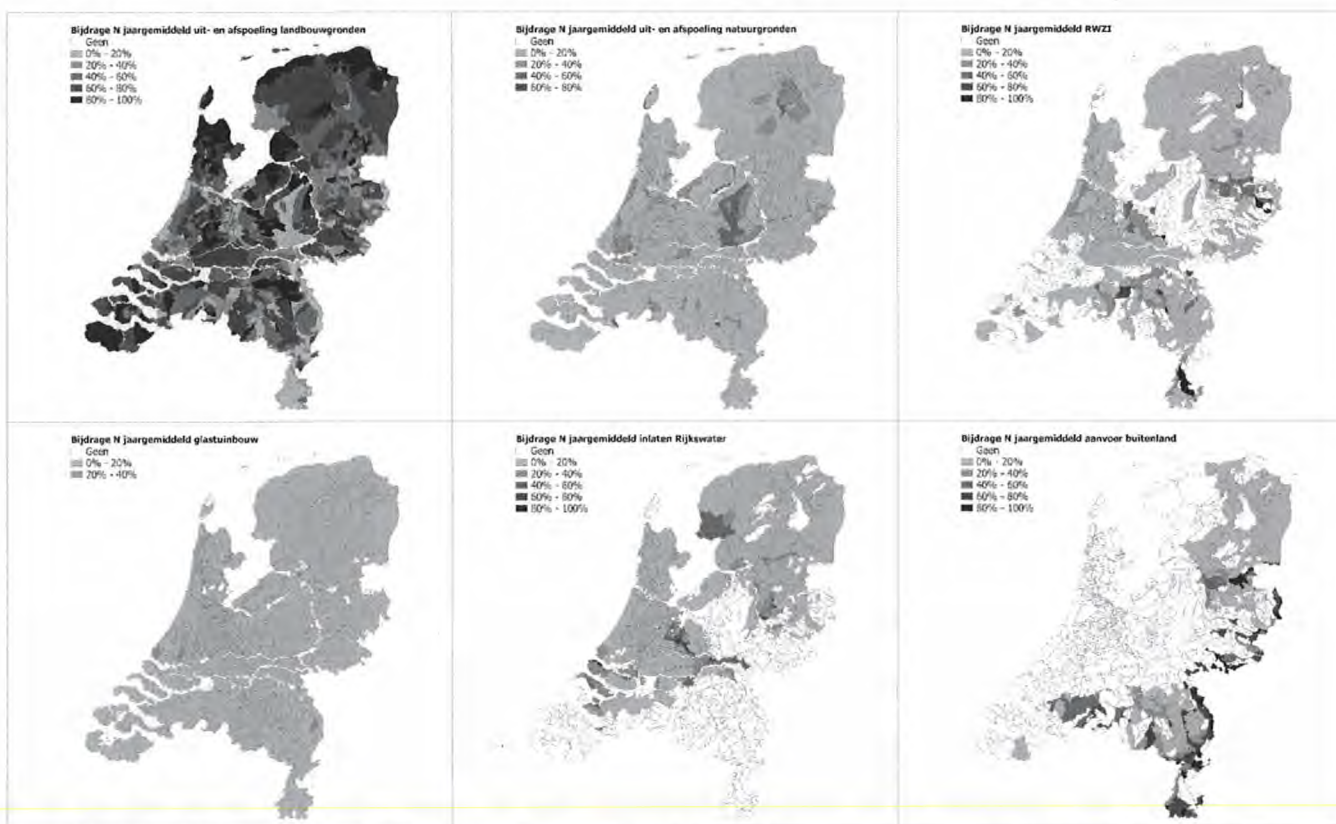 Bijdrage N jaargemiddeld uit- en afspoeling landbouwgronden
Geen
0% - 20%
20% - 40%
40% - 60%
60% - 80%
80% - 100%
Bijdrage N jaargemiddeld uit- en afspoeling natuurgronden
Geen
0% - 20%
20% - 40%
40% - 60%
60% - 80%
Bijdrage N jaargemiddeld RWZI
Geen
0% - 20%
20% - 40%
40% - 60%
60% - 80%
80% - 100%
Bijdrage N jaargemiddeld glastuinbouw
Geen
0% - 20%
20% - 40%
Bijdrage N jaargemiddeld inlaten Rijkswater
Geen
0% - 20%
20% - 40%
40% - 60%
60% - 80%
80% - 100%
Bijdrage N jaargemiddeld aanvoer buitenland
Geen
0% - 20%
20% - 40%
40% - 60%
60% - 80%
80% - 100%